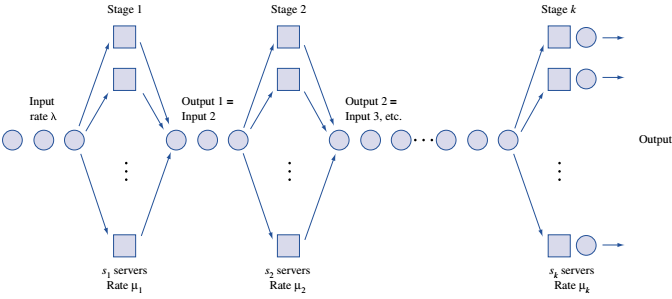 Stage 1
Stage 2
Stage k
Input
rate λ
Output 1 =
Input 2
Output 2 =
Input 3, etc.
Output
s₁ servers
Rate μ₁
s₂ servers
Rate μ₂
sₖ servers
Rate μₖ